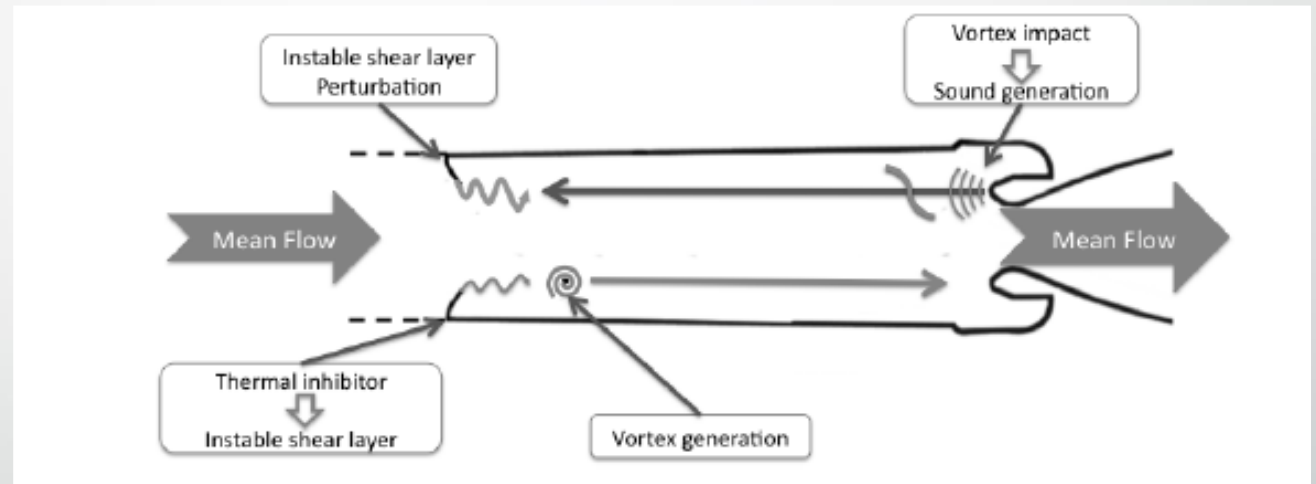 Instable shear layer
Perturbation
Vortex impact
Sound generation
Mean Flow
Mean Flow
Thermal inhibitor
Instable shear layer
Vortex generation